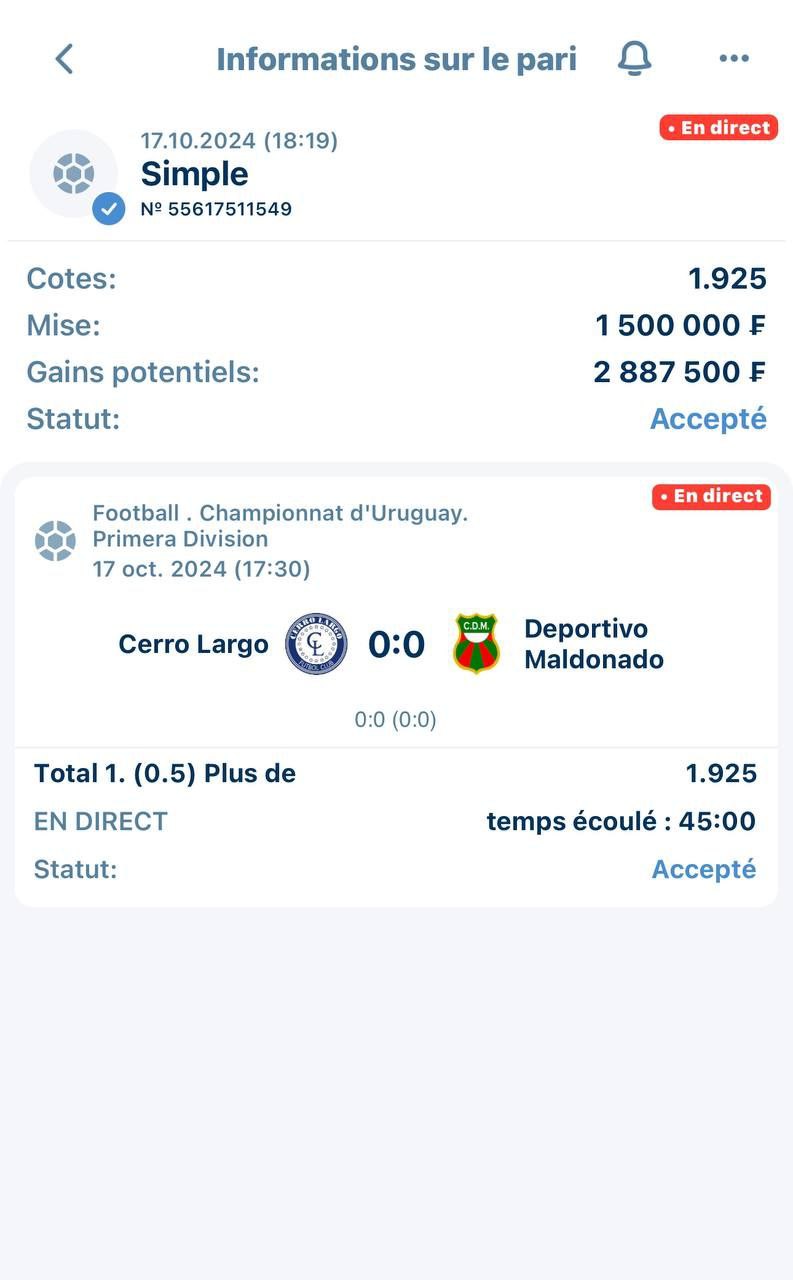 Informations sur le pari
17.10.2024 (18:19)
• En direct
Simple
Nº 55617511549
Cotes: 1.925
Mise: 1 500 000 ₣
Gains potentiels: 2 887 500 ₣
Statut: Accepté
• En direct
Football . Championnat d'Uruguay.
Primera Division
17 oct. 2024 (17:30)
Cerro Largo 0:0 Deportivo Maldonado
CERRO LARGO
CL
FUTBOL CLUB
C.D.M.
0:0 (0:0)
Total 1. (0.5) Plus de 1.925
EN DIRECT temps écoulé : 45:00
Statut: Accepté